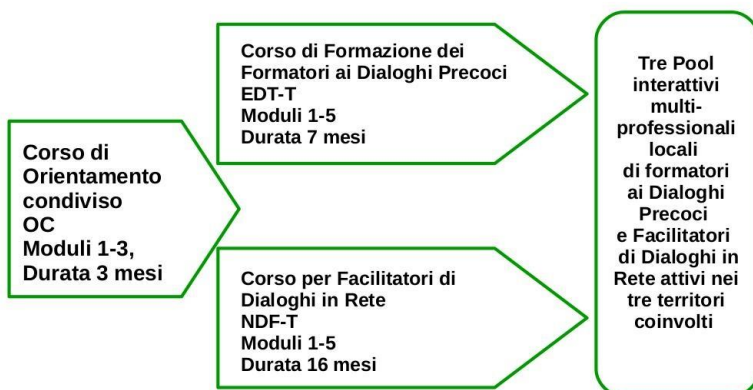 Corso di
Orientamento
condiviso
OC
Moduli 1-3,
Durata 3 mesi
Corso di Formazione dei
Formatori ai Dialoghi Precoci
EDT-T
Moduli 1-5
Durata 7 mesi
Corso per Facilitatori di
Dialoghi in Rete
NDF-T
Moduli 1-5
Durata 16 mesi
Tre Pool
interattivi
multi-
professionali
locali
di formatori
ai Dialoghi
Precoci
e Facilitatori
di Dialoghi in
Rete attivi nei
tre territori
coinvolti